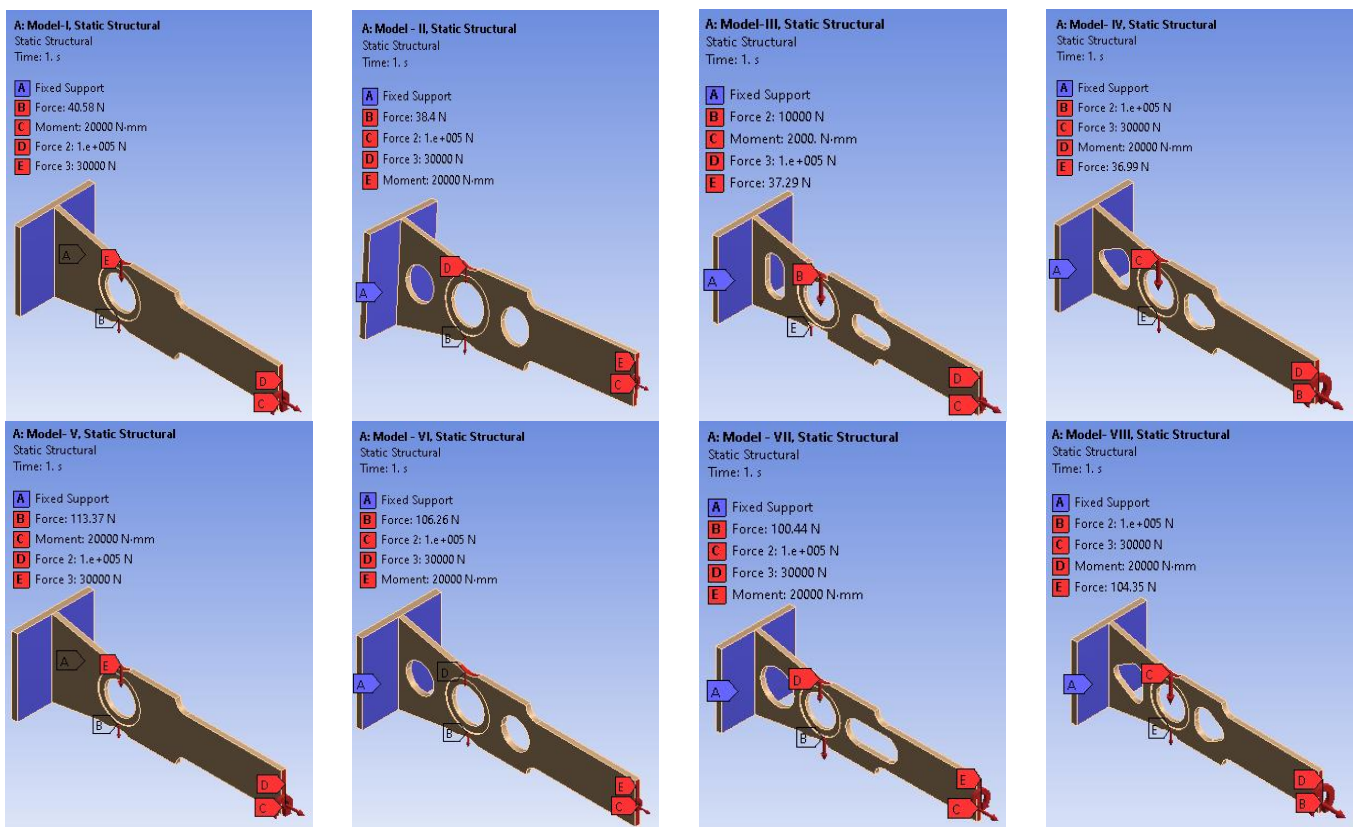 A: Model-I, Static Structural
Static Structural
Time: 1. s
A Fixed Support
B Force: 40.58 N
C Moment: 20000 N·mm
D Force 2: 1.e+005 N
E Force 3: 30000 N
A
E
B
D
C
A: Model - II, Static Structural
Static Structural
Time: 1. s
A Fixed Support
B Force: 38.4 N
C Force 2: 1.e+005 N
D Force 3: 30000 N
E Moment: 20000 N·mm
D
A
B
E
C
A: Model-III, Static Structural
Static Structural
Time: 1. s
A Fixed Support
B Force 2: 10000 N
C Moment: 2000. N·mm
D Force 3: 1.e+005 N
E Force: 37.29 N
B
A
E
D
C
A: Model- IV, Static Structural
Static Structural
Time: 1. s
A Fixed Support
B Force 2: 1.e+005 N
C Force 3: 30000 N
D Moment: 20000 N·mm
E Force: 36.99 N
C
A
E
D
B
A: Model- V, Static Structural
Static Structural
Time: 1. s
A Fixed Support
B Force: 113.37 N
C Moment: 20000 N·mm
D Force 2: 1.e+005 N
E Force 3: 30000 N
A
E
B
D
C
A: Model - VI, Static Structural
Static Structural
Time: 1. s
A Fixed Support
B Force: 106.26 N
C Force 2: 1.e+005 N
D Force 3: 30000 N
E Moment: 20000 N·mm
D
A
B
E
C
A: Model - VII, Static Structural
Static Structural
Time: 1. s
A Fixed Support
B Force: 100.44 N
C Force 2: 1.e+005 N
D Force 3: 30000 N
E Moment: 20000 N·mm
D
A
B
E
C
A: Model- VIII, Static Structural
Static Structural
Time: 1. s
A Fixed Support
B Force 2: 1.e+005 N
C Force 3: 30000 N
D Moment: 20000 N·mm
E Force: 104.35 N
C
A
E
D
B